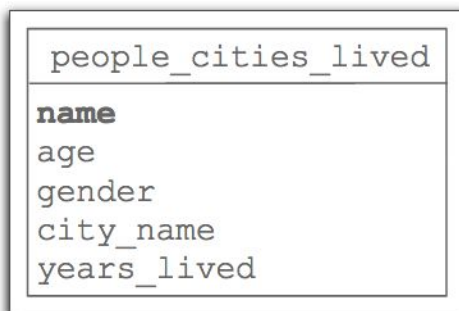 people_cities_lived
name
age
gender
city_name
years_lived